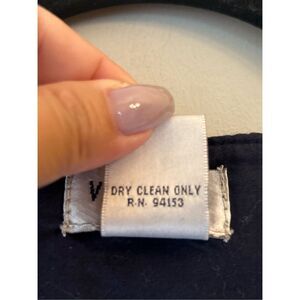 V
DRY CLEAN ONLY
R.N. 94153